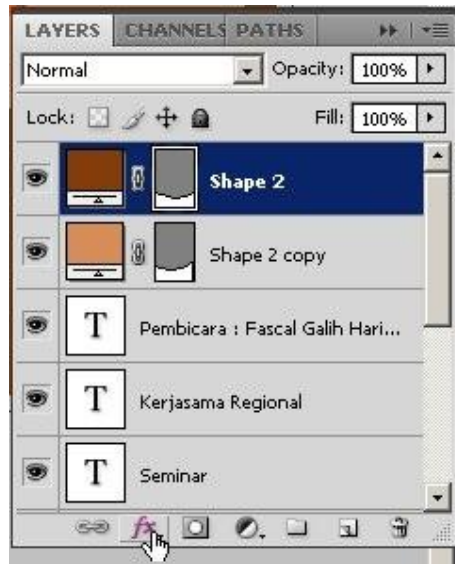 LAYERS CHANNELS PATHS
Normal Opacity: 100%
Lock: Fill: 100%
Shape 2
Shape 2 copy
T Pembicara : Fascal Galih Hari...
T Kerjasama Regional
T Seminar
fx